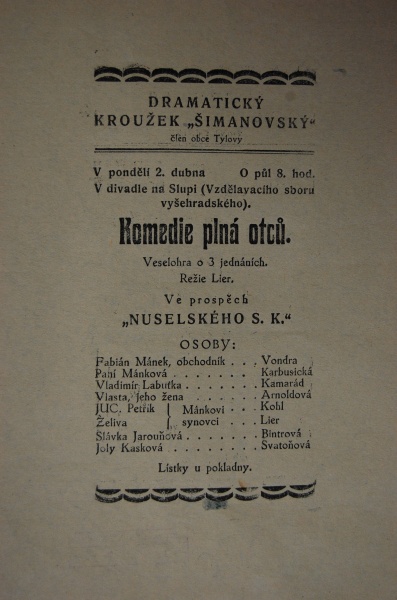 DRAMATICKÝ
KROUŽEK „ŠIMANOVSKÝ“
člen obce Tylovy
V pondělí 2. dubna O půl 8. hod.
V divadle na Slupi (Vzdělavacího sboru
vyšehradského).
Komedie plná otců.
Veselohra o 3 jednáních.
Režie Lier.
Ve prospěch
„NUSELSKÉHO S. K.“
OSOBY:
Fabián Mánek, obchodník . . . Vondra
Paní Mánková . . . . . . . Karbusická
Vladimír Labuťka . . . . . . Kamarád
Vlasta, jeho žena . . . . . . Arnoldová
JUC. Petřík } Mánkovi . . . Kohl
Želiva } synovci . . . Lier
Slávka Jarouňová . . . . . . Bintrová
Joly Kasková . . . . . . . . Svatoňová
Lístky u pokladny.